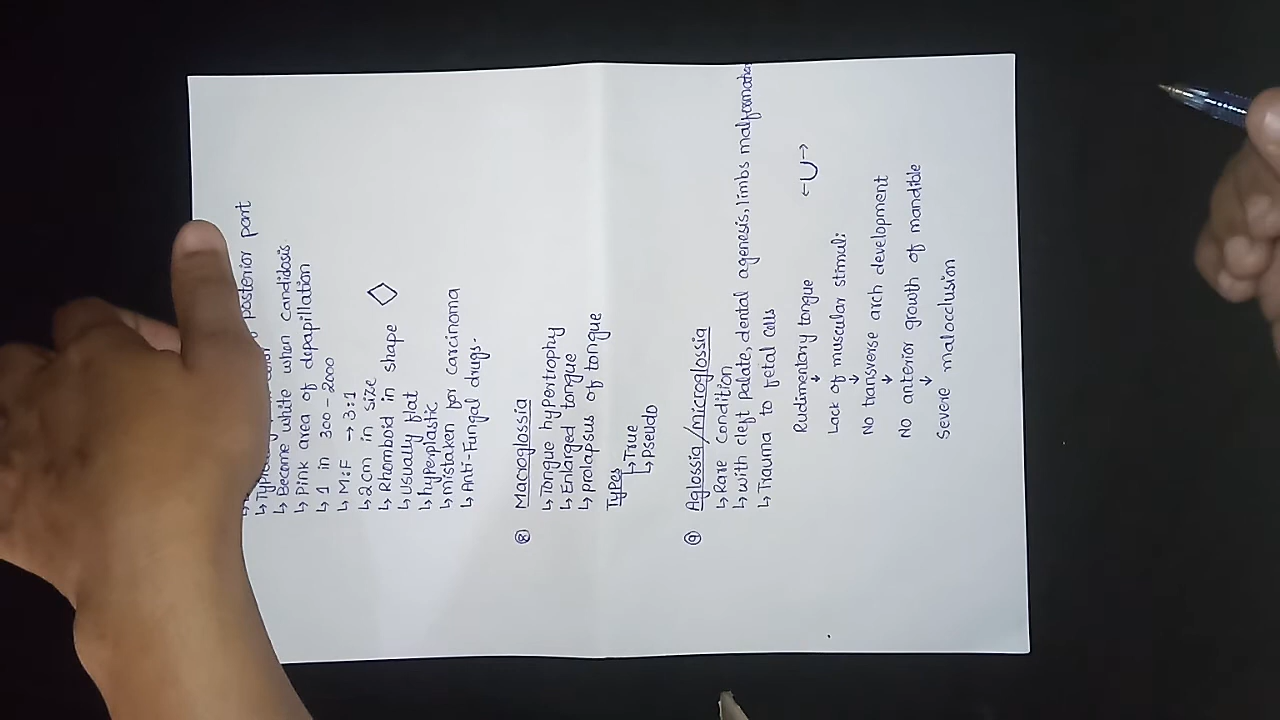 posterior part
↳ Become white when candidosis
↳ Pink area of depapillation
↳ 1 in 300 - 2000
↳ M:F → 3:1
↳ 2cm in size
↳ Rhomboid in shape ◇
↳ Usually flat
↳ hyperplastic
↳ mistaken for carcinoma
↳ Anti-Fungal drugs.
⑧ Macroglossia
↳ Tongue hypertrophy
↳ Enlarged tongue
↳ prolapsus of tongue
Types
↳ True
↳ Pseudo
⑨ Aglossia/microglossia
↳ Rare Condition
↳ with cleft palate, dental agenesis, limbs malformation
↳ Trauma to fetal cells
Rudimentary tongue ←U→
↓
Lack of muscular stimuli
↓
No transverse arch development
↓
No anterior growth of mandible
↓
Severe malocclusion